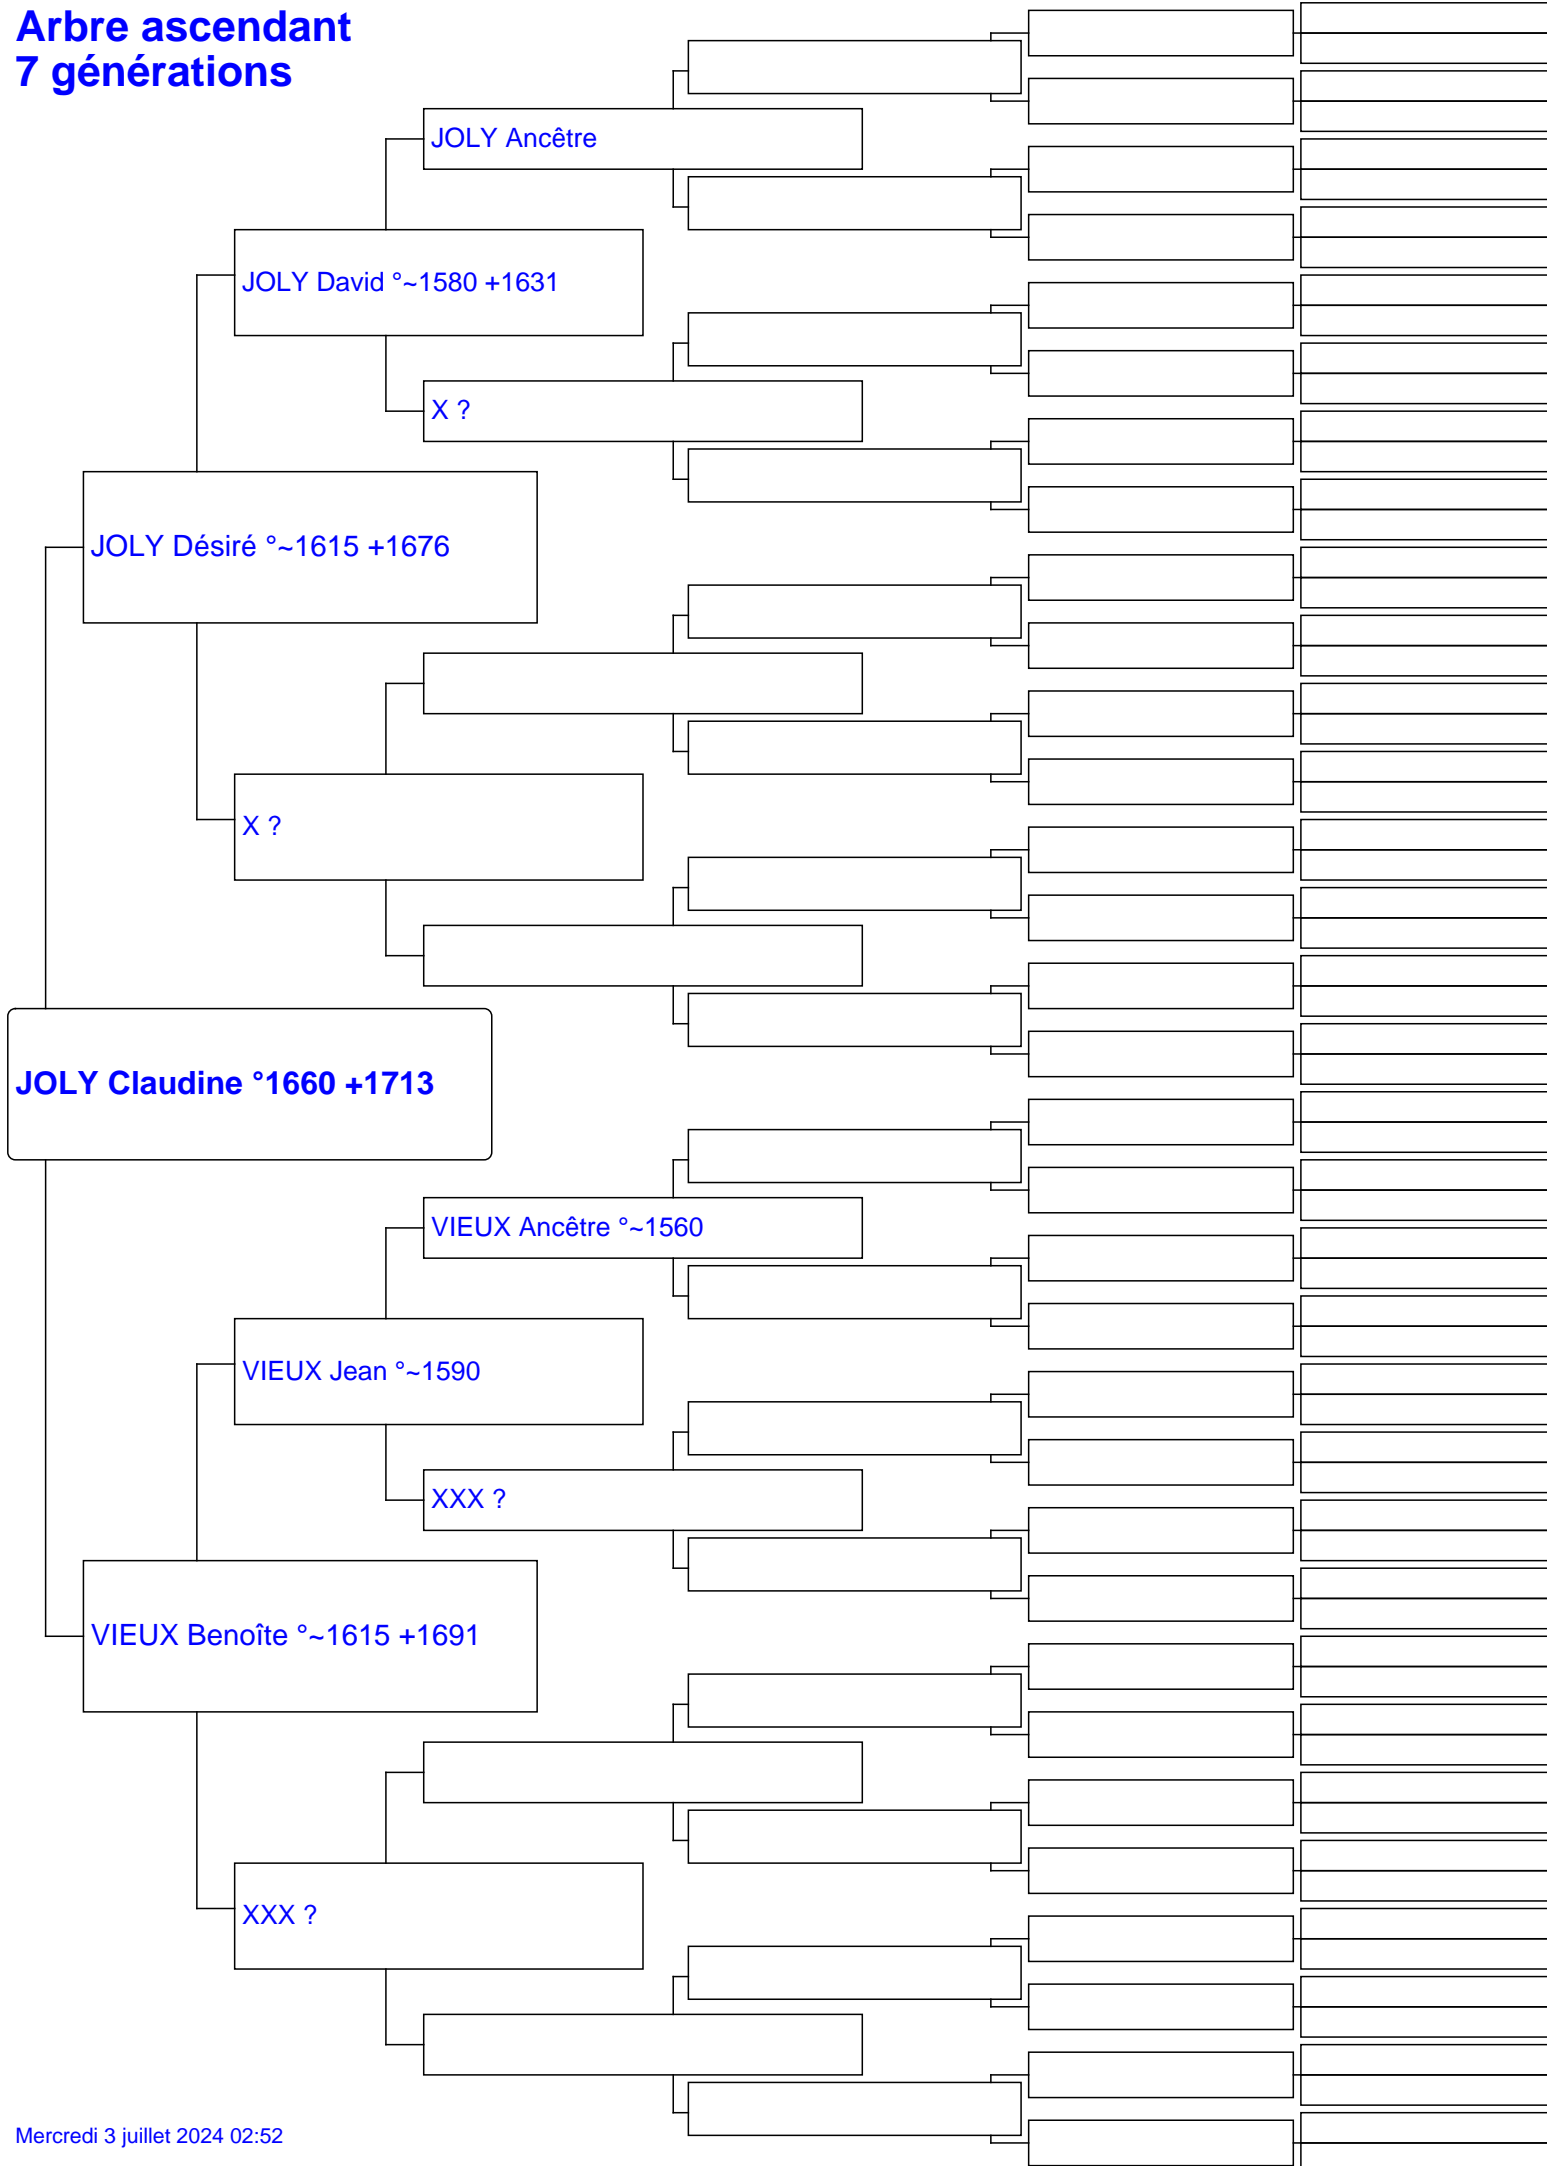 Arbre ascendant
7 générations
JOLY Ancêtre
JOLY David °~1580 +1631
X ?
JOLY Désiré °~1615 +1676
X ?
JOLY Claudine °1660 +1713
VIEUX Ancêtre °~1560
VIEUX Jean °~1590
XXX ?
VIEUX Benoîte °~1615 +1691
XXX ?
Mercredi 3 juillet 2024 02:52